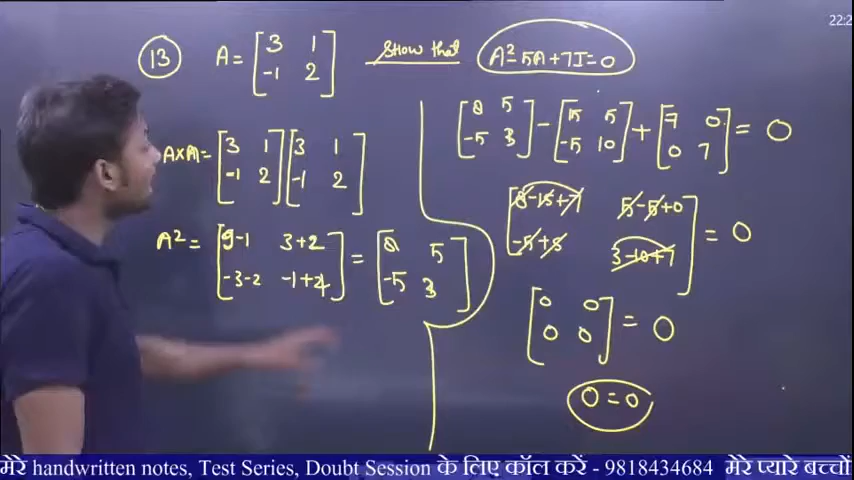 22:2
13 A = [3 1 -1 2] Show that A²-5A+7I=0
A×A = [3 1 -1 2] [3 1 -1 2]
A² = [9-1 3+2 -3-2 -1+4] = [8 5 -5 3]
[8 5 -5 3] - [15 5 -5 10] + [7 0 0 7] = 0
[8-15+7 5-5+0 -5+5 3-10+7] = 0
[0 0 0 0] = 0
0 = 0
मेरे handwritten notes, Test Series, Doubt Session के लिए कॉल करें - 9818434684 मेरे प्यारे बच्चों